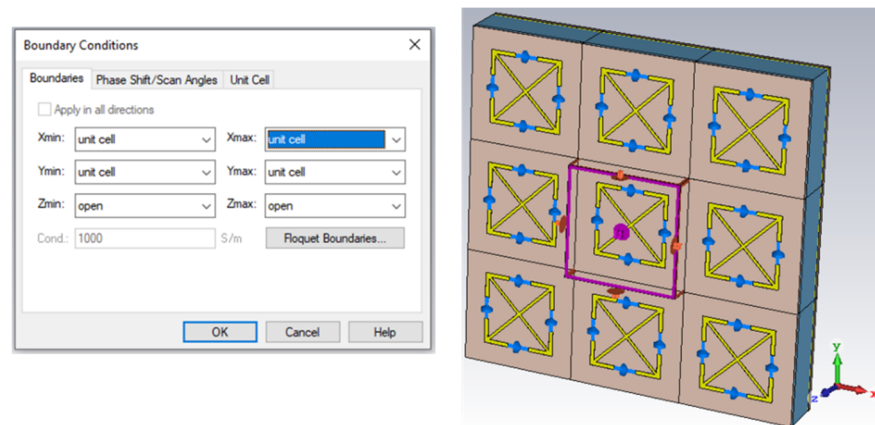 Boundary Conditions
Boundaries Phase Shift/Scan Angles Unit Cell
Apply in all directions
Xmin: unit cell Xmax: unit cell
Ymin: unit cell Ymax: unit cell
Zmin: open Zmax: open
Cond.: 1000 S/m Floquet Boundaries...
OK Cancel Help
y
z x